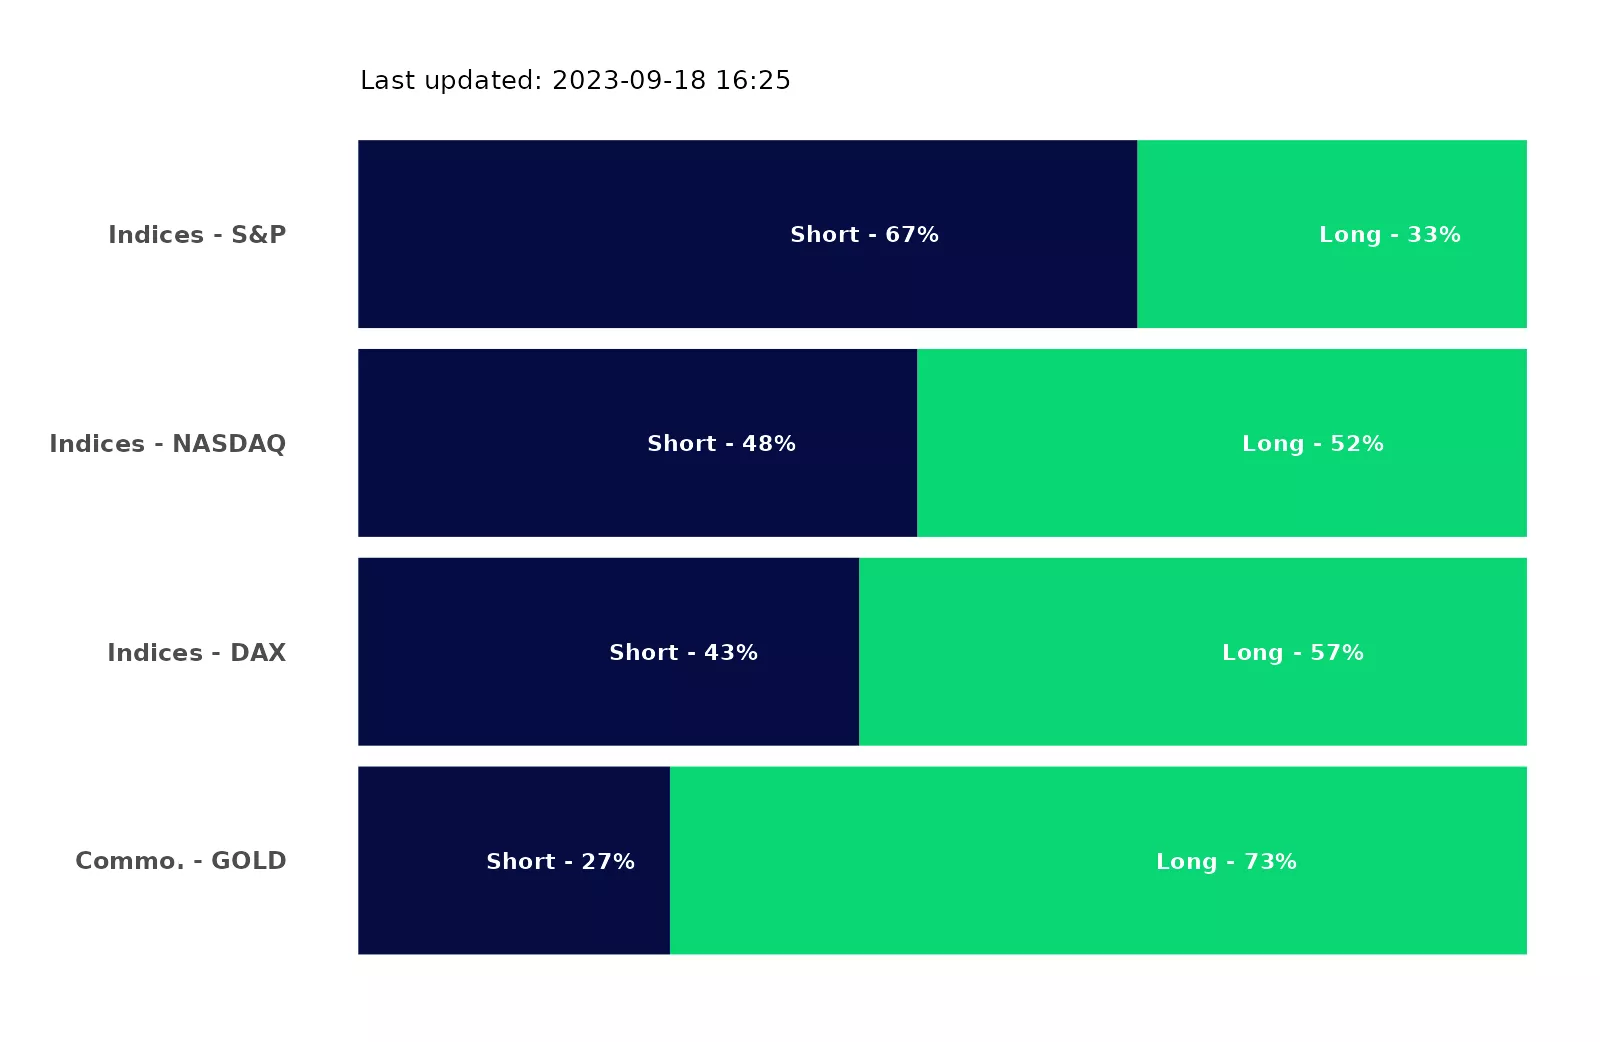 Last updated: 2023-09-18 16:25
Indices - S&P Short - 67% Long - 33%
Indices - NASDAQ Short - 48% Long - 52%
Indices - DAX Short - 43% Long - 57%
Commo. - GOLD Short - 27% Long - 73%